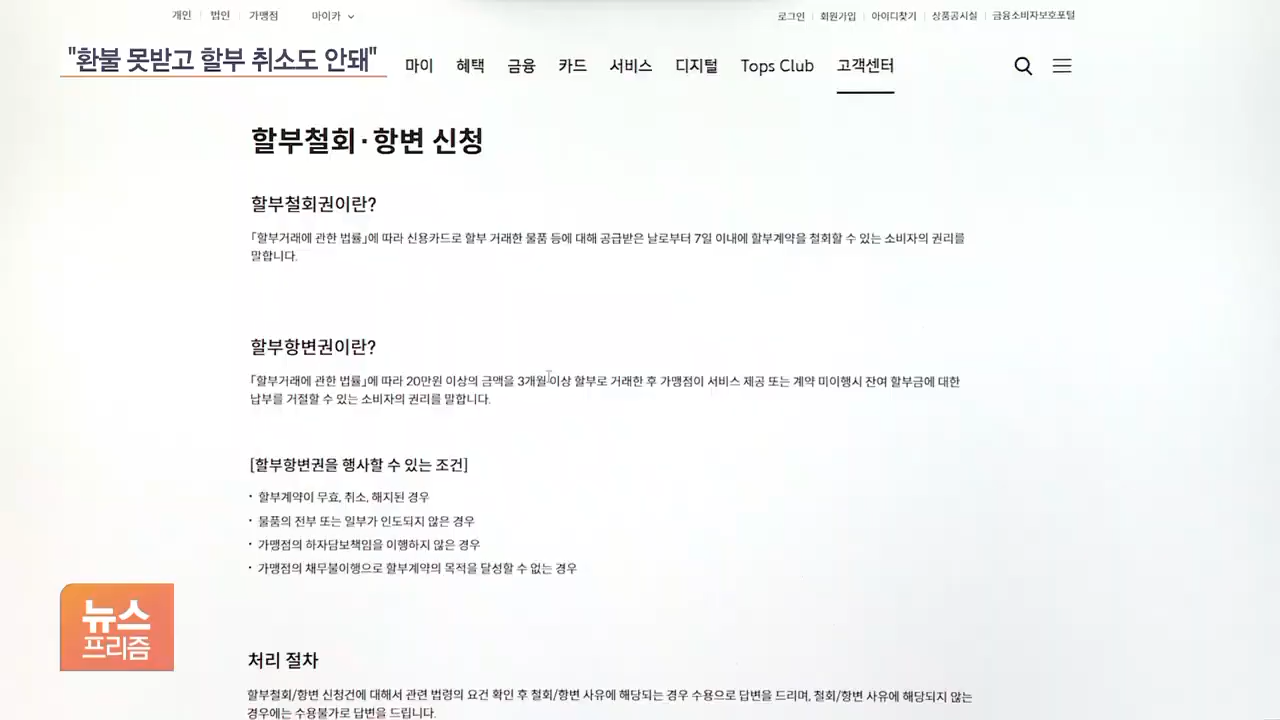 개인 법인 가맹점 마이카
로그인 회원가입 아이디찾기 상품공시실 금융소비자보호포털
"환불 못받고 할부 취소도 안돼"
마이 혜택 금융 카드 서비스 디지털 Tops Club 고객센터
할부철회·항변 신청
할부철회권이란?
「할부거래에 관한 법률」에 따라 신용카드로 할부 거래한 물품 등에 대해 공급받은 날로부터 7일 이내에 할부계약을 철회할 수 있는 소비자의 권리를
말합니다.
할부항변권이란?
「할부거래에 관한 법률」에 따라 20만원 이상의 금액을 3개월 이상 할부로 거래한 후 가맹점이 서비스 제공 또는 계약 미이행시 잔여 할부금에 대한
납부를 거절할 수 있는 소비자의 권리를 말합니다.
[할부항변권을 행사할 수 있는 조건]
· 할부계약이 무효, 취소, 해지된 경우
· 물품의 전부 또는 일부가 인도되지 않은 경우
· 가맹점의 하자담보책임을 이행하지 않은 경우
· 가맹점의 채무불이행으로 할부계약의 목적을 달성할 수 없는 경우
뉴스
프리즘
처리 절차
할부철회/항변 신청건에 대해서 관련 법령의 요건 확인 후 철회/항변 사유에 해당되는 경우 수용으로 답변을 드리며, 철회/항변 사유에 해당되지 않는
경우에는 수용불가로 답변을 드립니다.